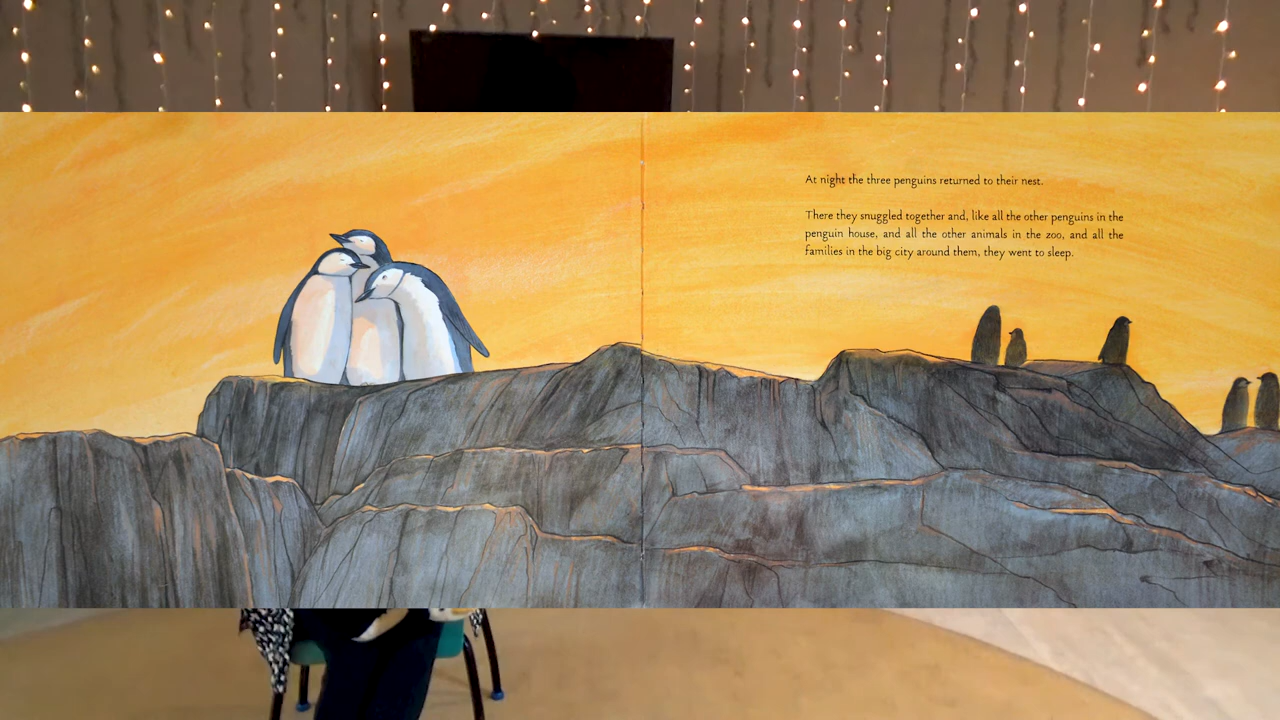 At night the three penguins returned to their nest.
There they snuggled together and, like all the other penguins in the
penguin house, and all the other animals in the zoo, and all the
families in the big city around them, they went to sleep.